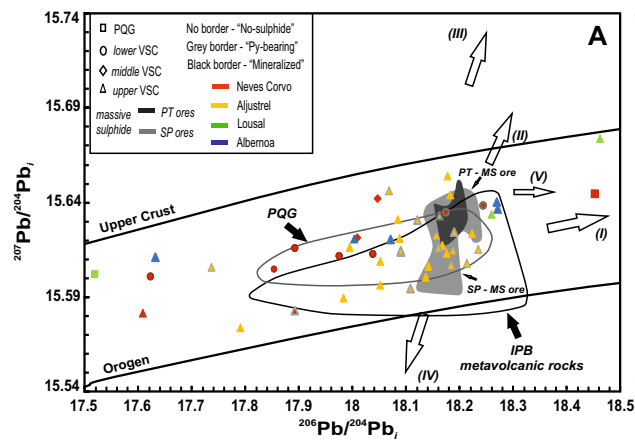 15.74
15.69
15.64
15.59
15.54
²⁰⁷Pb/²⁰⁴Pbᵢ
PQG
lower VSC
middle VSC
upper VSC
massive
sulphide
PT ores
SP ores
No border - "No-sulphide"
Grey border - "Py-bearing"
Black border - "Mineralized"
Neves Corvo
Aljustrel
Lousal
Albernoa
A
(III)
(II)
PT - MS ore
(V)
(I)
Upper Crust
PQG
SP - MS ore
Orogen
(IV)
IPB
metavolcanic rocks
17.5 17.6 17.7 17.8 17.9 18 18.1 18.2 18.3 18.4 18.5
²⁰⁶Pb/²⁰⁴Pbᵢ